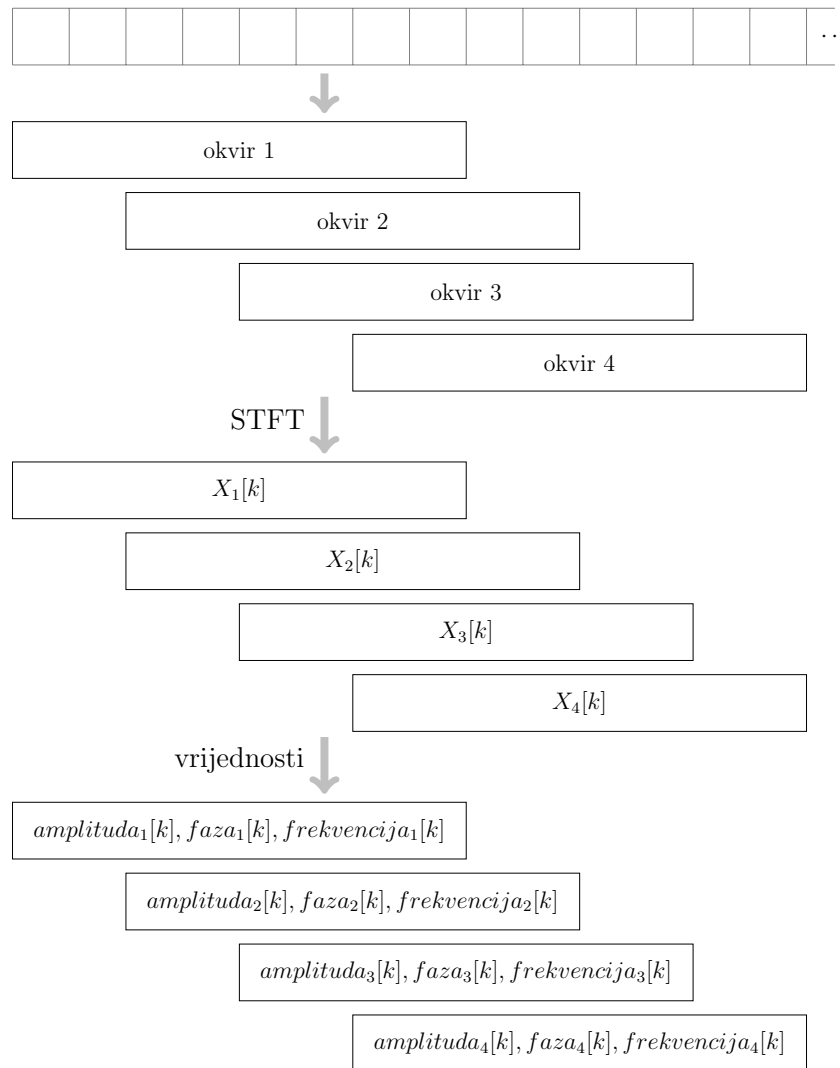 ...
okvir 1
okvir 2
okvir 3
okvir 4
STFT
X₁[k]
X₂[k]
X₃[k]
X₄[k]
vrijednosti
amplituda₁[k], faza₁[k], frekvencija₁[k]
amplituda₂[k], faza₂[k], frekvencija₂[k]
amplituda₃[k], faza₃[k], frekvencija₃[k]
amplituda₄[k], faza₄[k], frekvencija₄[k]